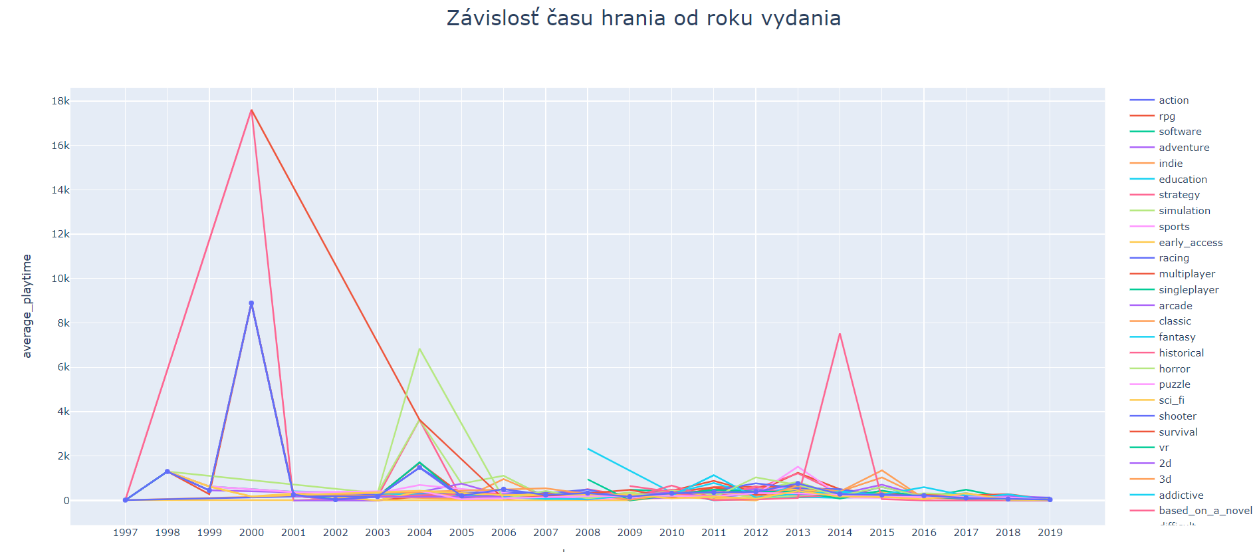 Závislosť času hrania od roku vydania
average_playtime
18k
16k
14k
12k
10k
8k
6k
4k
2k
0
1997 1998 1999 2000 2001 2002 2003 2004 2005 2006 2007 2008 2009 2010 2011 2012 2013 2014 2015 2016 2017 2018 2019
action
rpg
software
adventure
indie
education
strategy
simulation
sports
early_access
racing
multiplayer
singleplayer
arcade
classic
fantasy
historical
horror
puzzle
sci_fi
shooter
survival
vr
2d
3d
addictive
based_on_a_novel